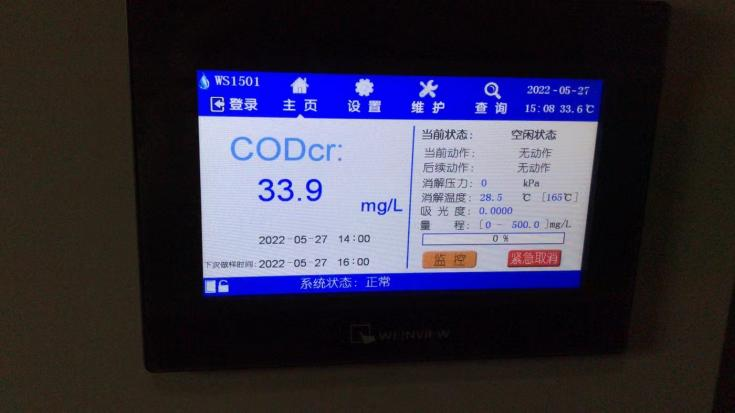 WS1501
登录 主页 设置 维护 查询
2022-05-27
15:08 33.6℃
CODcr:
33.9
mg/L
2022-05-27 14:00
下次做样时间: 2022-05-27 16:00
当前状态: 空闲状态
当前动作: 无动作
后续动作: 无动作
消解压力: 0 kPa
消解温度: 28.5 ℃ [165℃]
吸光度: 0.0000
量程: [0 - 500.0]mg/L
0 %
监控 紧急取消
系统状态: 正常
WEINVIEW